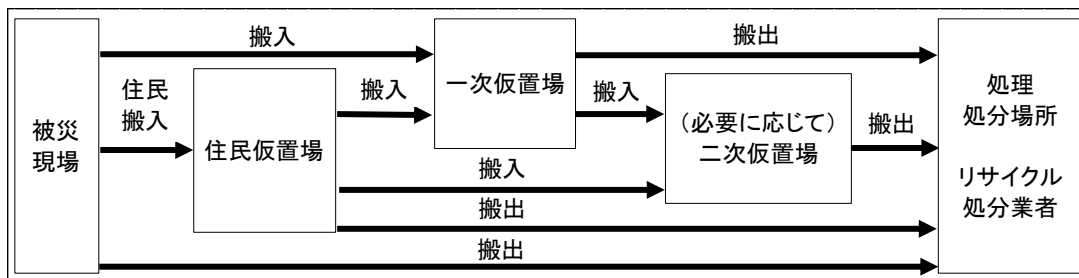 被災
現場
搬入
住民
搬入
住民仮置場
搬入
一次仮置場
搬入
搬入
(必要に応じて)
二次仮置場
搬出
搬出
搬出
搬出
処理
処分場所
リサイクル
処分業者